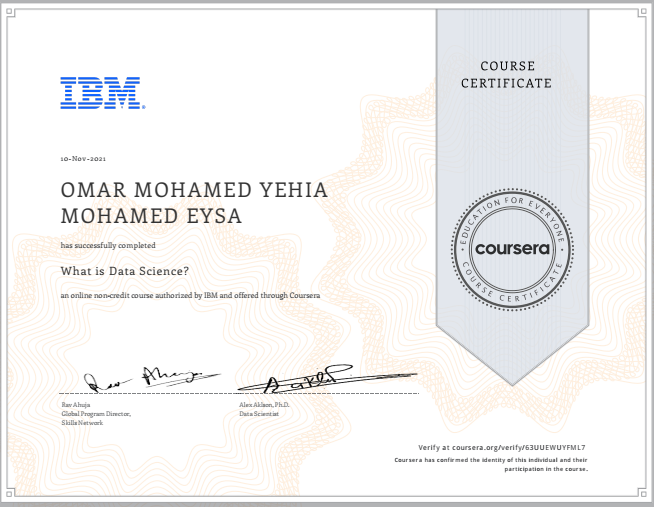 COURSE
CERTIFICATE
IBM
10-Nov-2021
OMAR MOHAMED YEHIA
MOHAMED EYSA
has successfully completed
What is Data Science?
an online non-credit course authorized by IBM and offered through Coursera
EDUCATION FOR EVERYONE
coursera
COURSE CERTIFICATE
Rav Ahuja
Global Program Director,
Skills Network
Alex Aklson, Ph.D.
Data Scientist
Verify at coursera.org/verify/63UUEWUYFML7
Coursera has confirmed the identity of this individual and their
participation in the course.